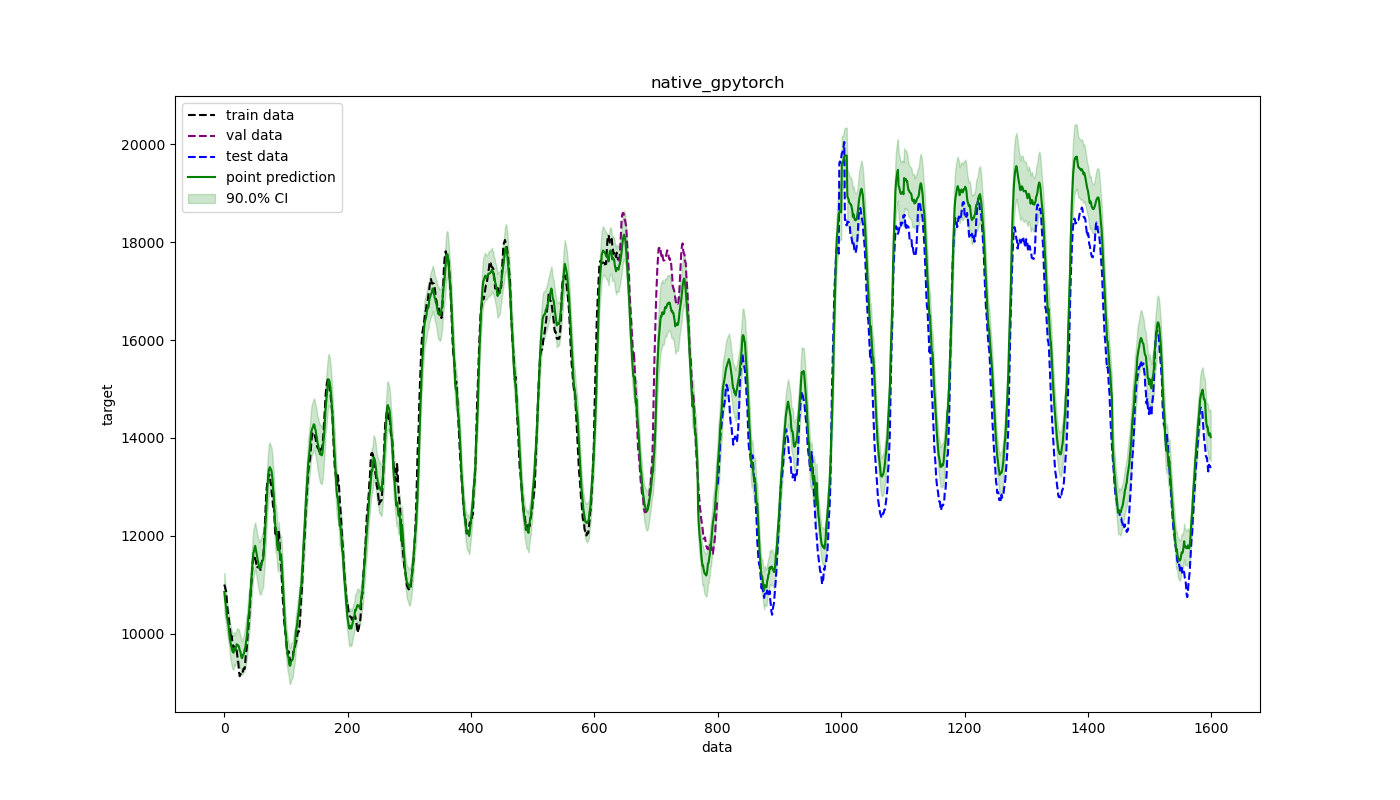 native_gpytorch
train data
val data
test data
point prediction
90.0% CI
target
20000
18000
16000
14000
12000
10000
0 200 400 600 800 1000 1200 1400 1600
data